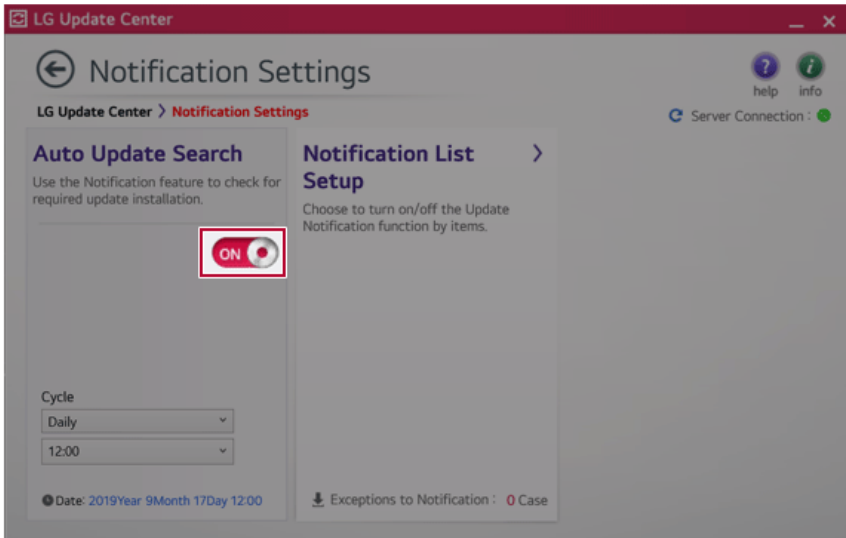 LG Update Center
Notification Settings
help
info
LG Update Center > Notification Settings
Server Connection :
Auto Update Search
Use the Notification feature to check for
required update installation.
ON
Cycle
Daily
12:00
Date: 2019Year 9Month 17Day 12:00
Notification List
Setup
Choose to turn on/off the Update
Notification function by items.
Exceptions to Notification : 0 Case